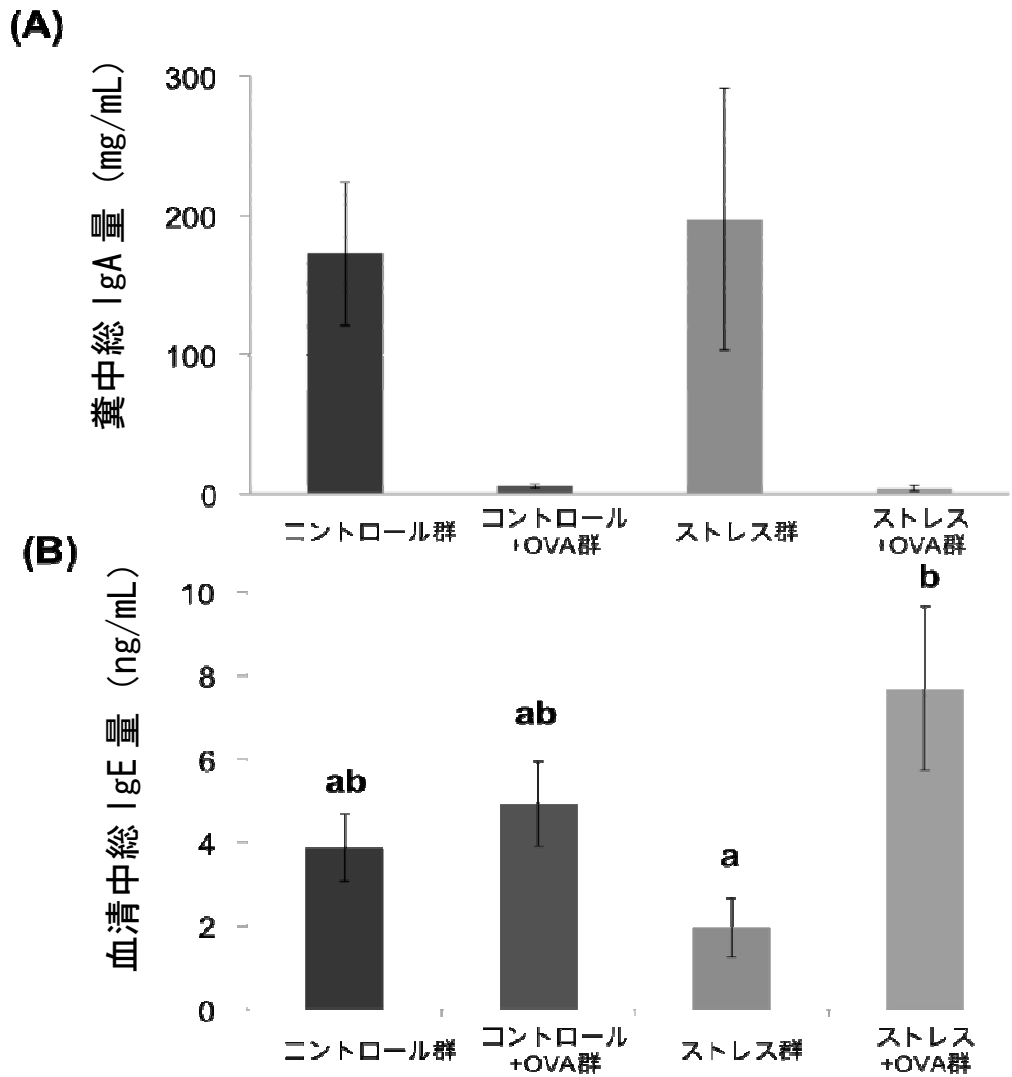 (A)
糞中総 IgA 量 (mg/mL)
300
200
100
0
コントロール群
コントロール
+OVA群
ストレス群
ストレス
+OVA群
(B)
血清中総 IgE 量 (ng/mL)
10
8
6
4
2
0
ab
ab
a
b
コントロール群
コントロール
+OVA群
ストレス群
ストレス
+OVA群